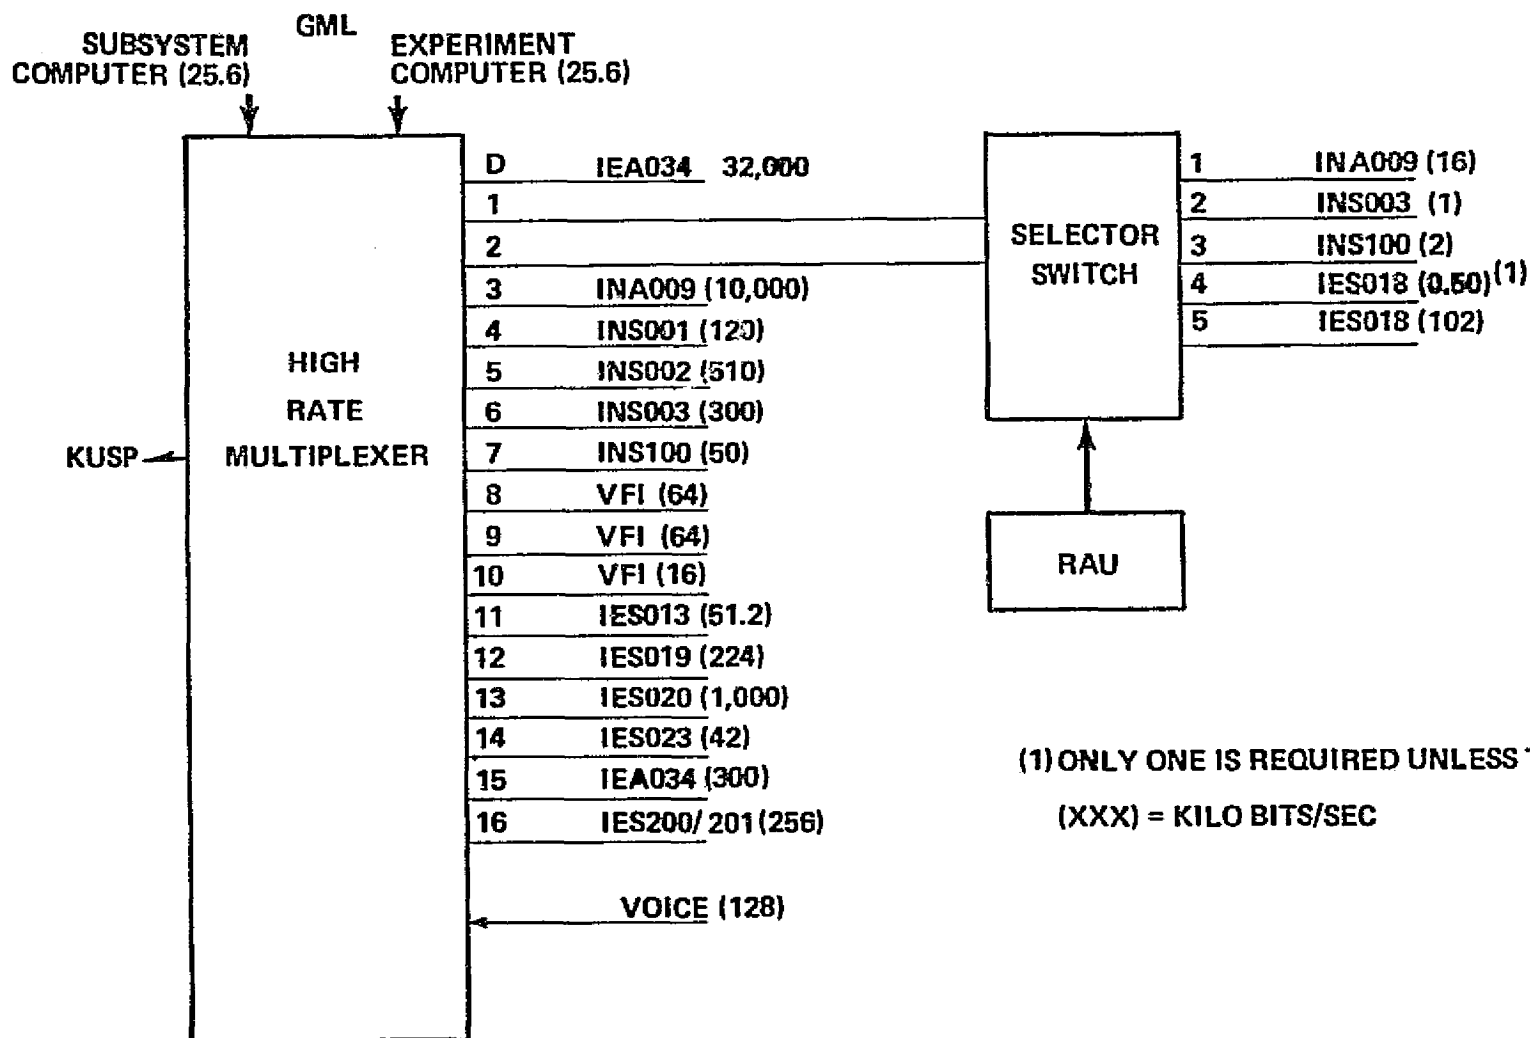 GML
SUBSYSTEM
COMPUTER (25.6)
EXPERIMENT
COMPUTER (25.6)
D IEA034 32,000
1
2
3 INA009 (10,000)
4 INS001 (120)
5 INS002 (510)
6 INS003 (300)
7 INS100 (50)
8 VFI (64)
9 VFI (64)
10 VFI (16)
11 IES013 (51.2)
12 IES019 (224)
13 IES020 (1,000)
14 IES023 (42)
15 IEA034 (300)
16 IES200/201 (256)
VOICE (128)
HIGH
RATE
MULTIPLEXER
KUSP
SELECTOR
SWITCH
1 INA009 (16)
2 INS003 (1)
3 INS100 (2)
4 IES018 (0.50) (1)
5 IES018 (102)
RAU
(1) ONLY ONE IS REQUIRED UNLESS
(XXX) = KILO BITS/SEC